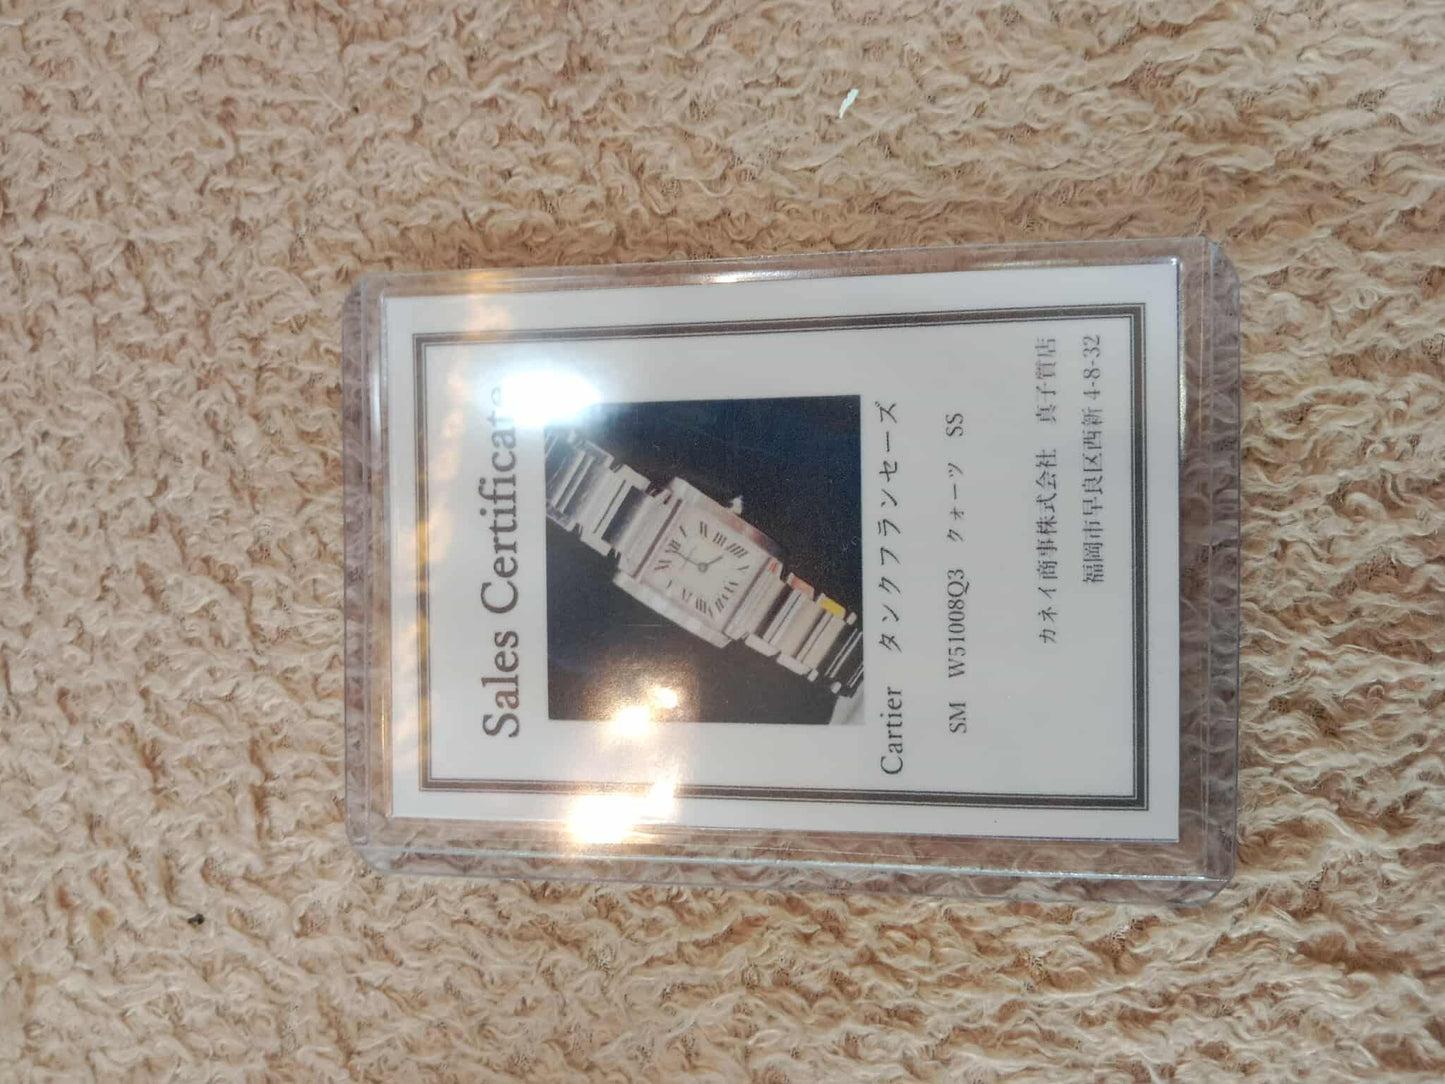 Sales Certificate
Cartier タンクフランセーズ
SM W51008Q3 クォーツ SS
カネイ商事株式会社 真子質店
福岡市早良区西新 4-8-32